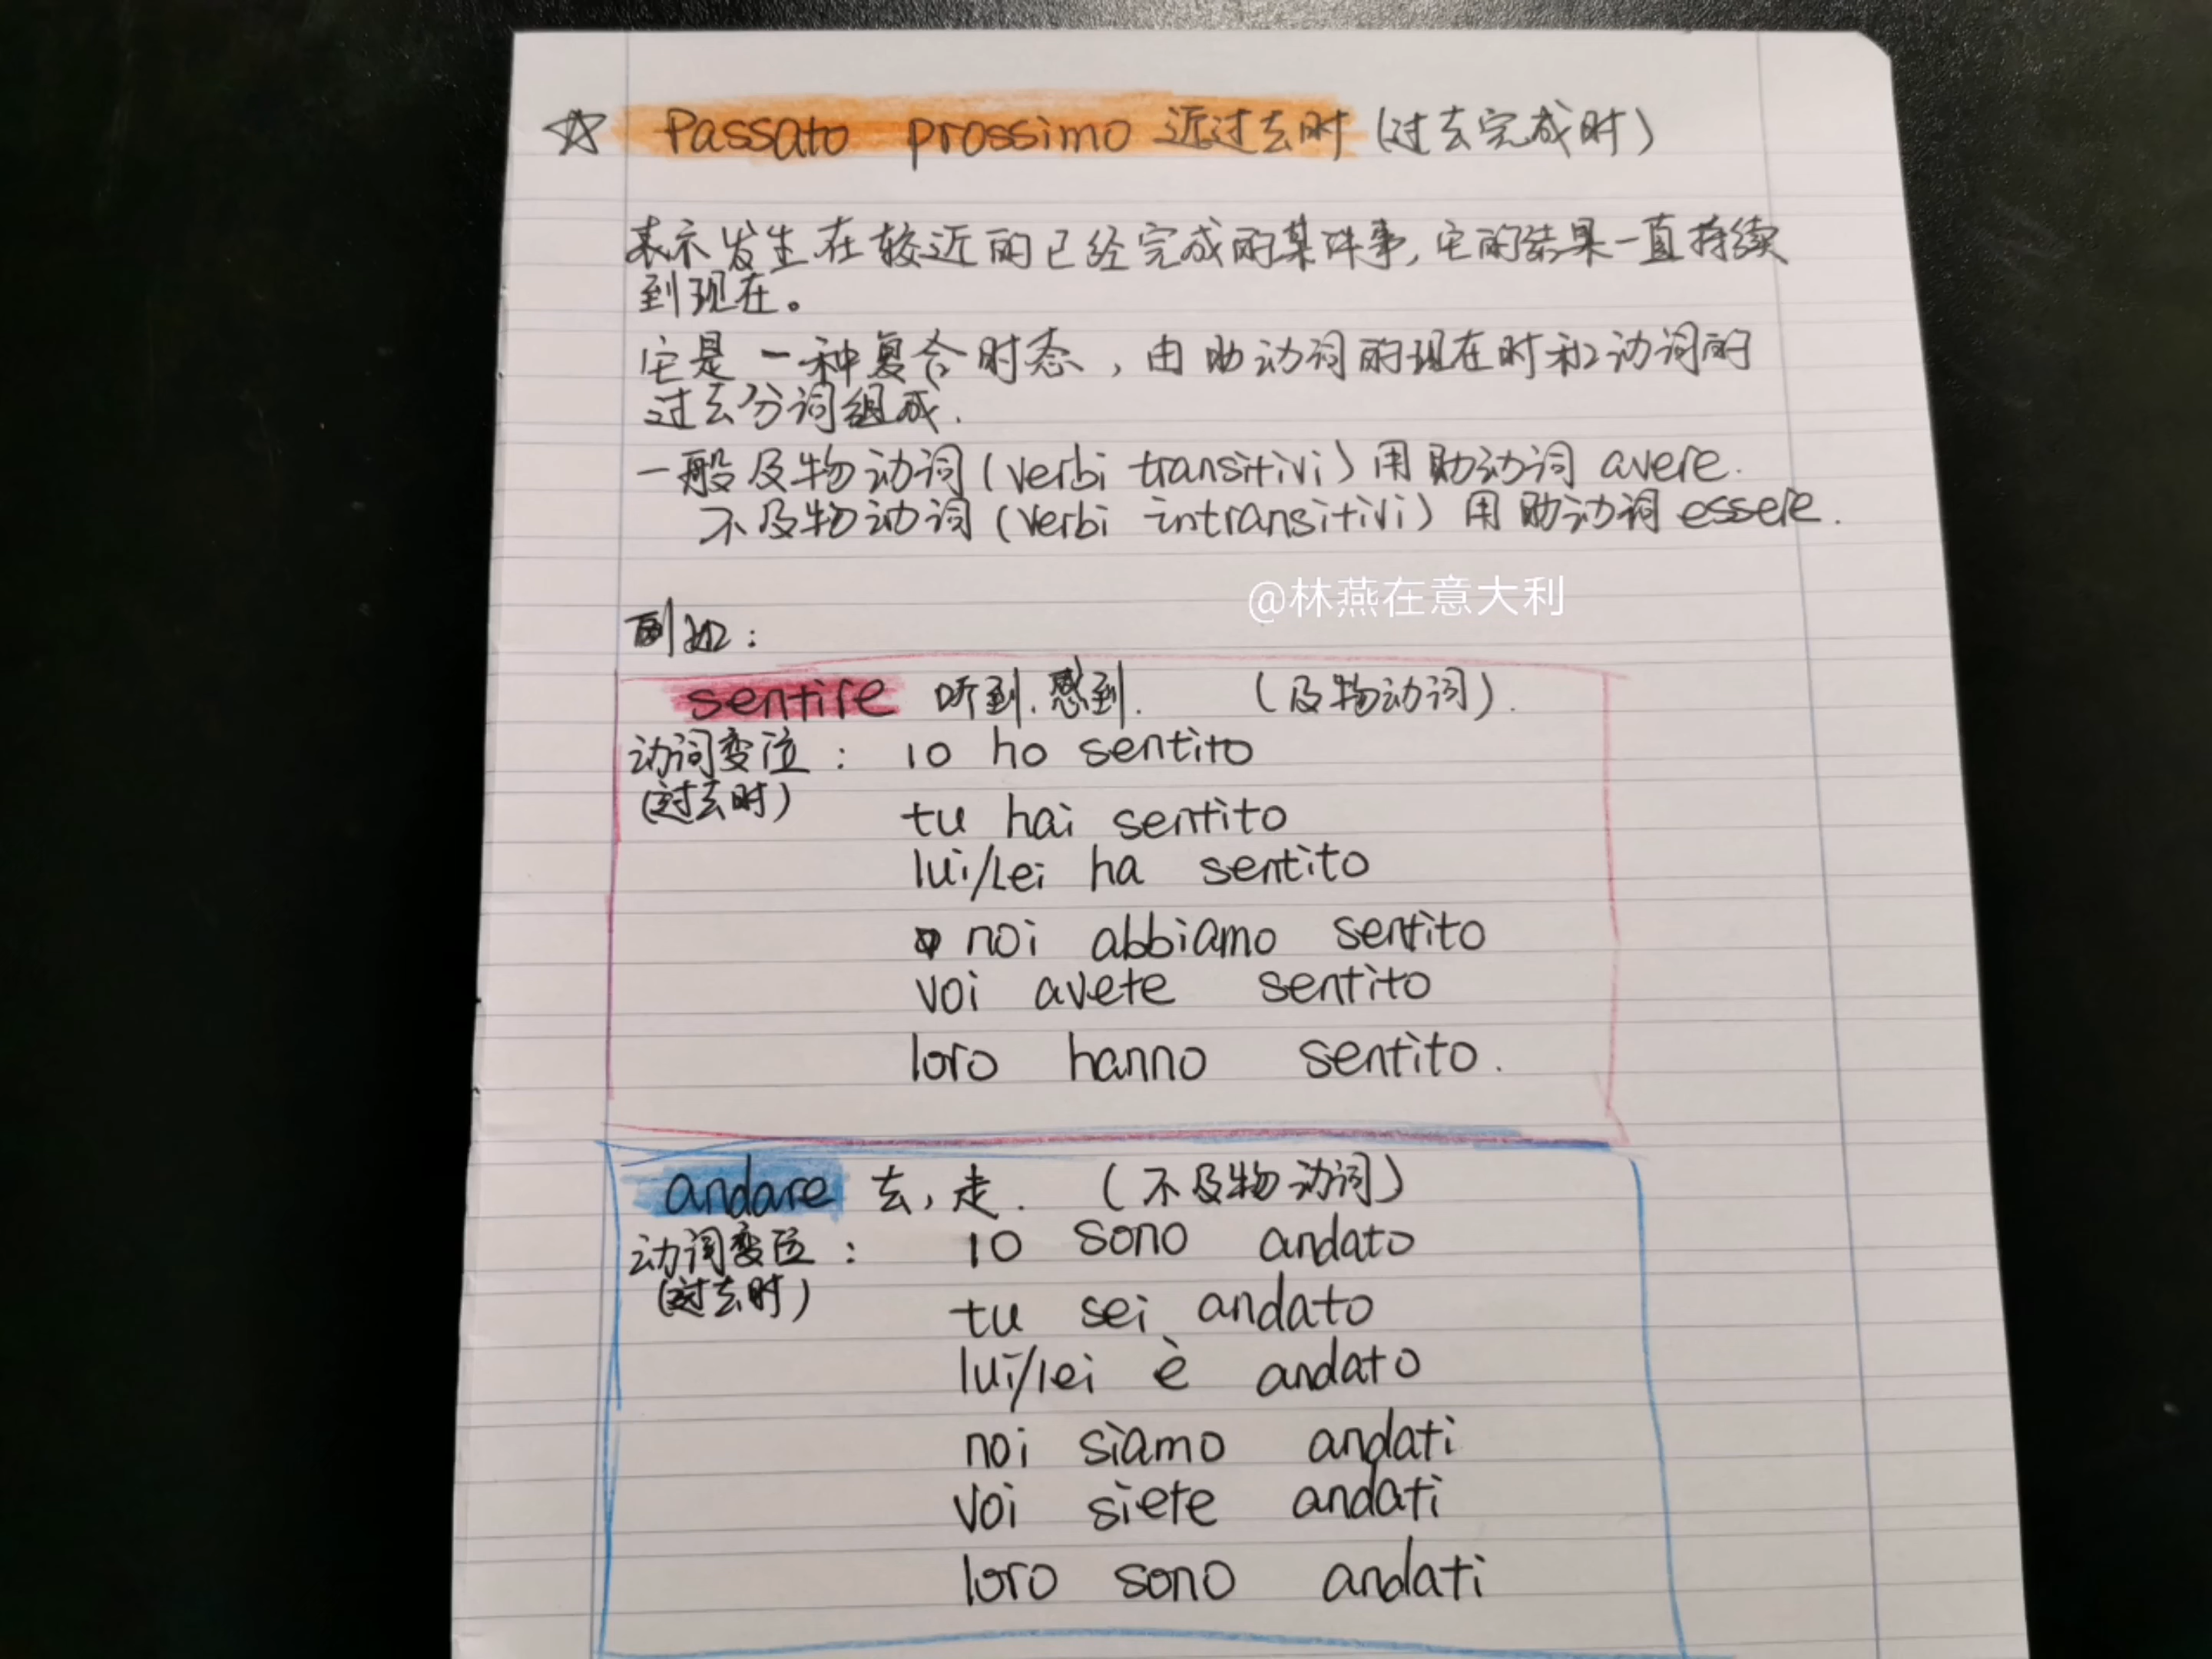 ☆ Passato prossimo 近过去时 (过去完成时)
表示发生在较近的已经完成的某件事,它的结果一直持续
到现在。
它是一种复合时态,由助动词的现在时和动词的
过去分词组成.
一般及物动词(verbi transitivi)用助动词 avere.
不及物动词(verbi intransitivi)用助动词 essere.
@林燕在意大利
例如:
sentire 听到.感到. (及物动词).
动词变位: io ho sentito
(过去时)
tu hai sentito
lui/lei ha sentito
noi abbiamo sentito
voi avete sentito
loro hanno sentito.
andare 去,走. (不及物动词)
动词变位: io sono andato
(过去时)
tu sei andato
lui/lei è andato
noi siamo andati
voi siete andati
loro sono andati